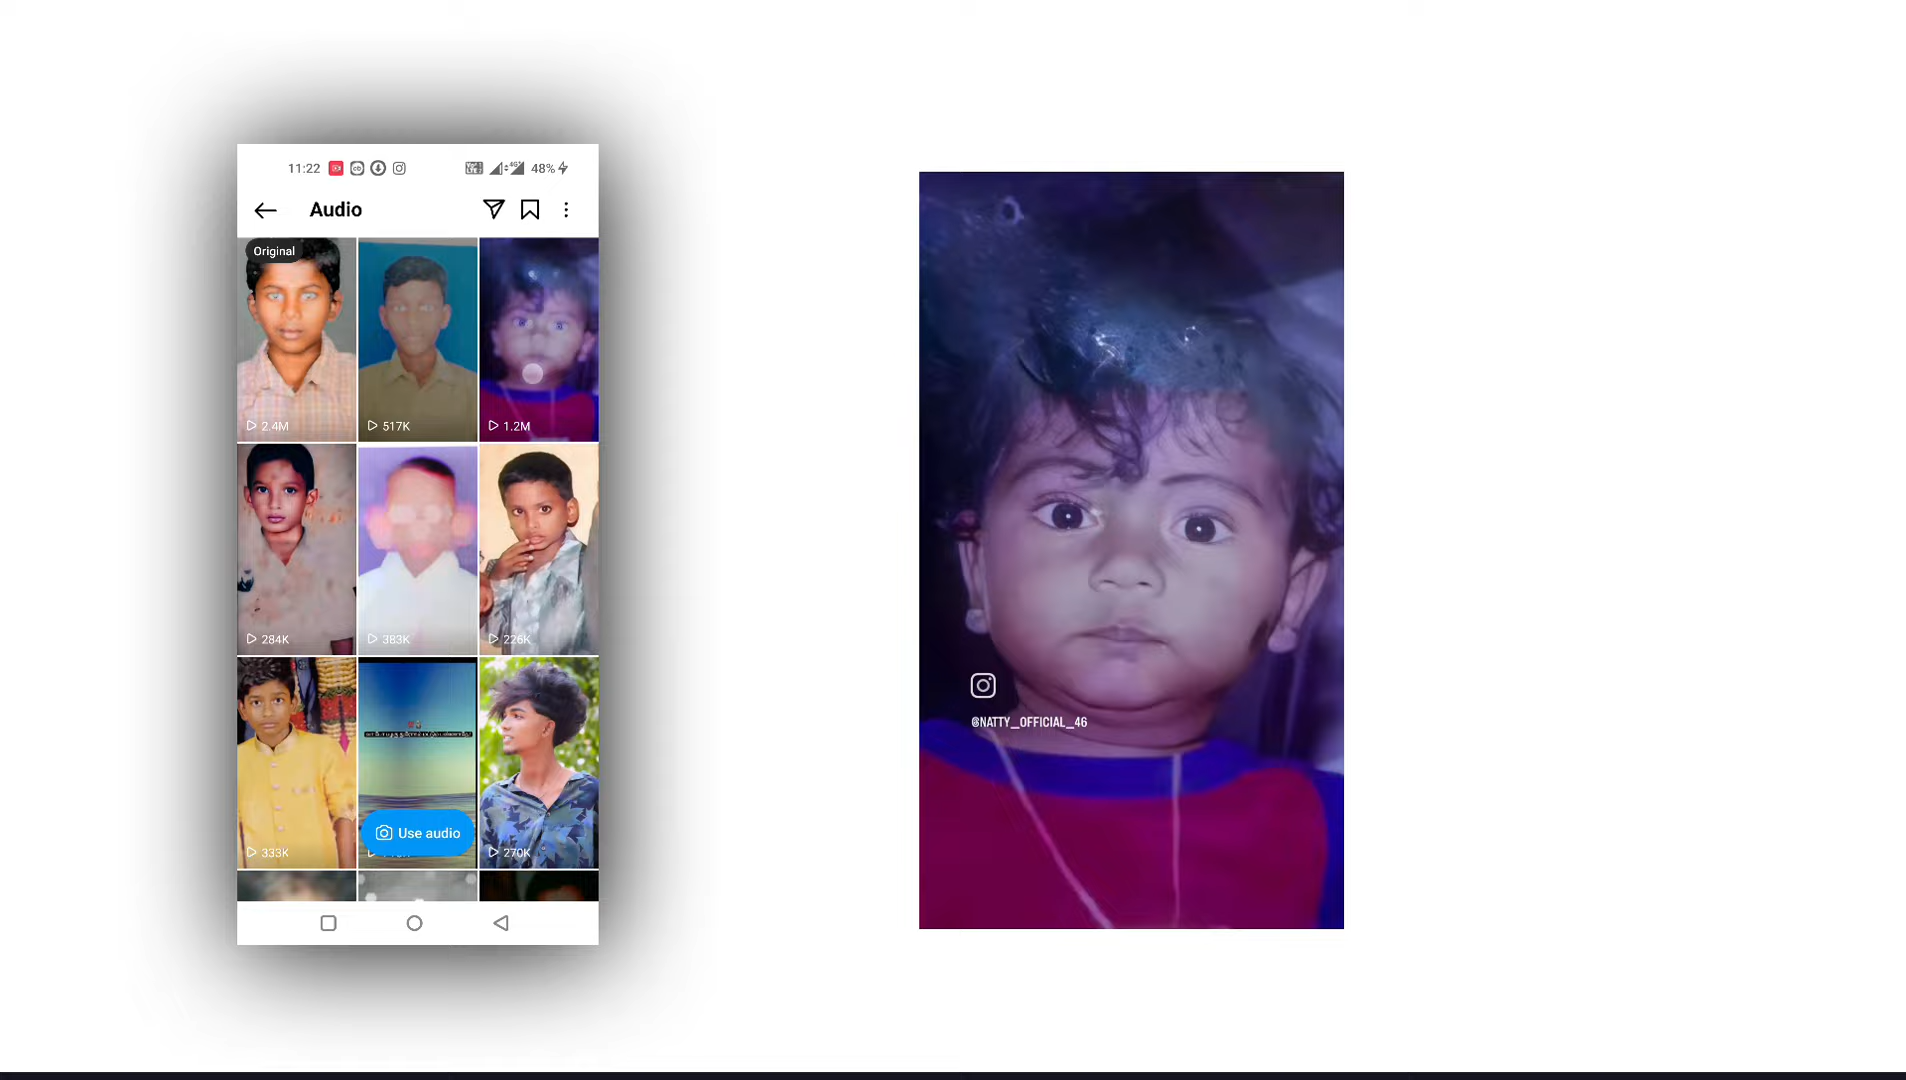 11:22
48%
Audio
Original
2.4M
517K
1.2M
284K
383K
226K
333K
Use audio
270K
@NATTY_OFFICIAL_46